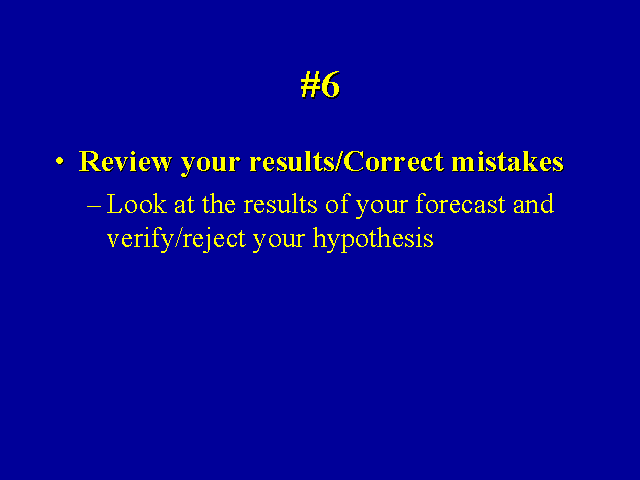 #6
• Review your results/Correct mistakes
– Look at the results of your forecast and
verify/reject your hypothesis